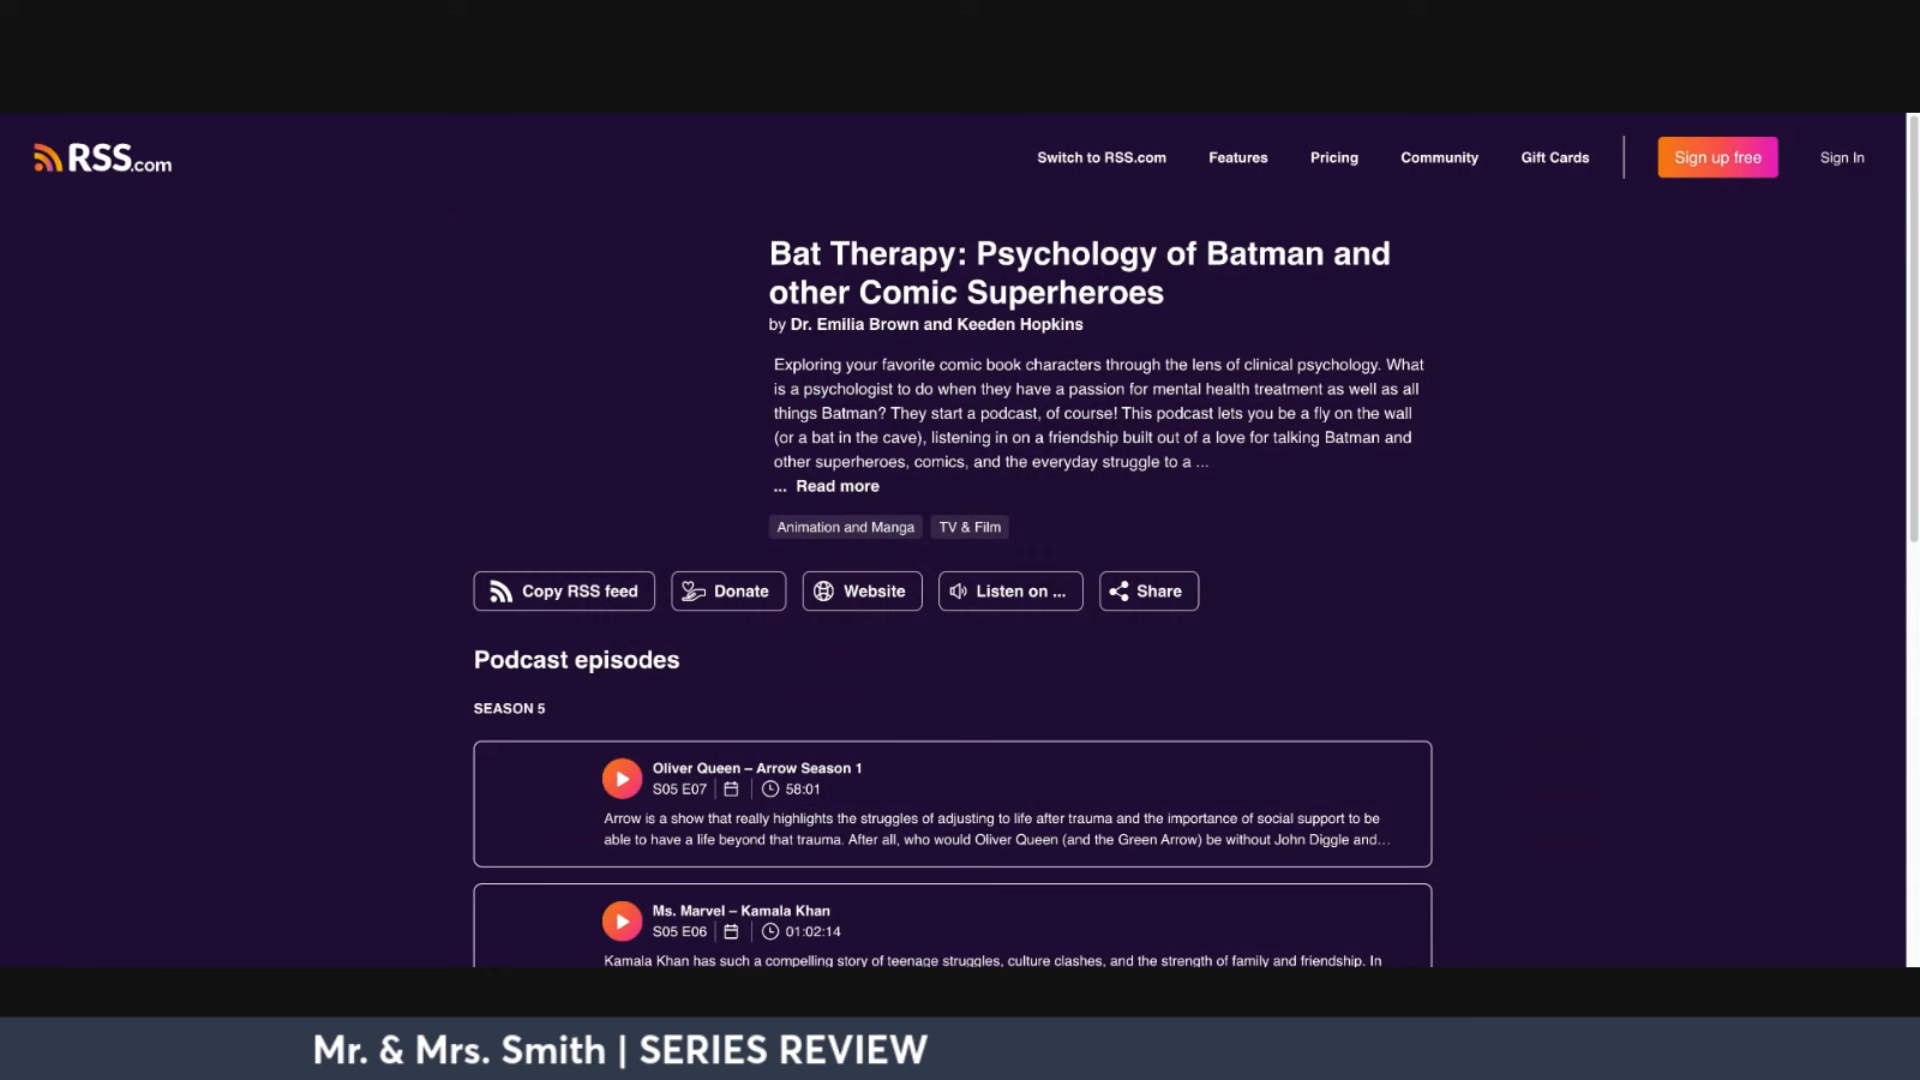 RSS.com
Switch to RSS.com
Features
Pricing
Community
Gift Cards
Sign up free
Sign In
Bat Therapy: Psychology of Batman and
other Comic Superheroes
by Dr. Emilia Brown and Keeden Hopkins
Exploring your favorite comic book characters through the lens of clinical psychology. What
is a psychologist to do when they have a passion for mental health treatment as well as all
things Batman? They start a podcast, of course! This podcast lets you be a fly on the wall
(or a bat in the cave), listening in on a friendship built out of a love for talking Batman and
other superheroes, comics, and the everyday struggle to a ...
... Read more
Animation and Manga
TV & Film
Copy RSS feed
Donate
Website
Listen on ...
Share
Podcast episodes
SEASON 5
Oliver Queen – Arrow Season 1
S05 E07
58:01
Arrow is a show that really highlights the struggles of adjusting to life after trauma and the importance of social support to be
able to have a life beyond that trauma. After all, who would Oliver Queen (and the Green Arrow) be without John Diggle and...
Ms. Marvel – Kamala Khan
S05 E06
01:02:14
Kamala Khan has such a compelling story of teenage struggles, culture clashes, and the strength of family and friendship. In
Mr. & Mrs. Smith | SERIES REVIEW